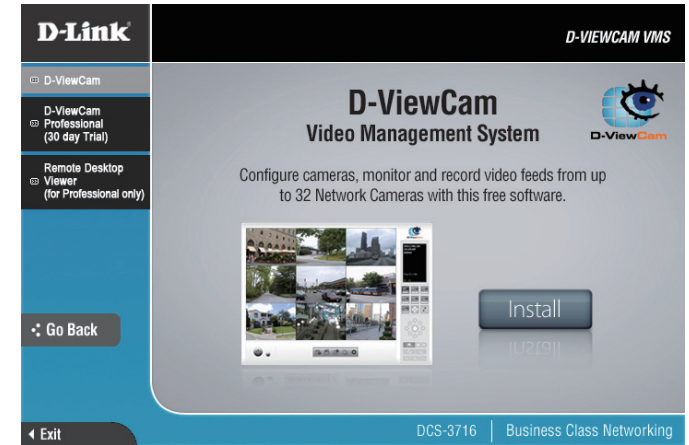 D-Link
D-VIEWCAM VMS
D-ViewCam
D-ViewCam
Professional
(30 day Trial)
Remote Desktop
Viewer
(for Professional only)
Go Back
Exit
D-ViewCam
Video Management System
D-ViewCam
Configure cameras, monitor and record video feeds from up
to 32 Network Cameras with this free software.
Install
DCS-3716
Business Class Networking